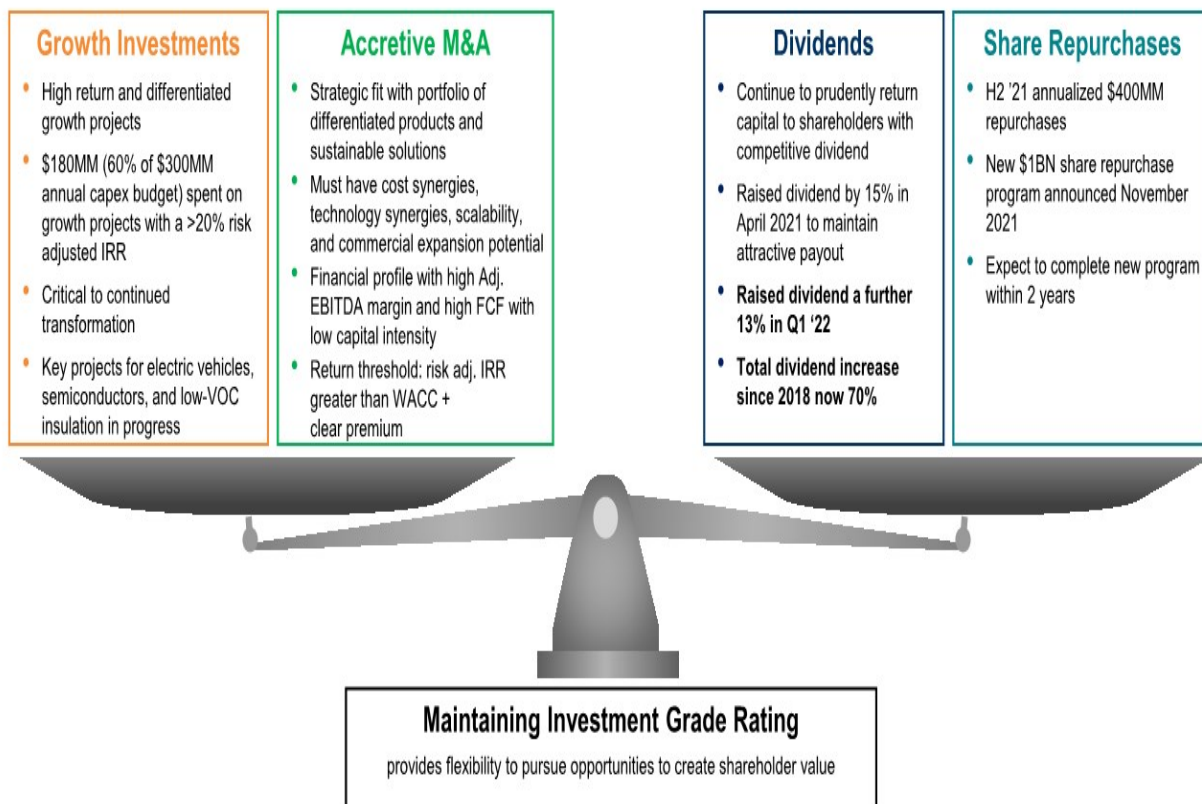 Growth Investments
• High return and differentiated
growth projects
• $180MM (60% of $300MM
annual capex budget) spent on
growth projects with a >20% risk
adjusted IRR
• Critical to continued
transformation
• Key projects for electric vehicles,
semiconductors, and low-VOC
insulation in progress
Accretive M&A
• Strategic fit with portfolio of
differentiated products and
sustainable solutions
• Must have cost synergies,
technology synergies, scalability,
and commercial expansion potential
• Financial profile with high Adj.
EBITDA margin and high FCF with
low capital intensity
• Return threshold: risk adj. IRR
greater than WACC +
clear premium
Dividends
• Continue to prudently return
capital to shareholders with
competitive dividend
• Raised dividend by 15% in
April 2021 to maintain
attractive payout
• Raised dividend a further
13% in Q1 ‘22
• Total dividend increase
since 2018 now 70%
Share Repurchases
• H2 ’21 annualized $400MM
repurchases
• New $1BN share repurchase
program announced November
2021
• Expect to complete new program
within 2 years
Maintaining Investment Grade Rating
provides flexibility to pursue opportunities to create shareholder value